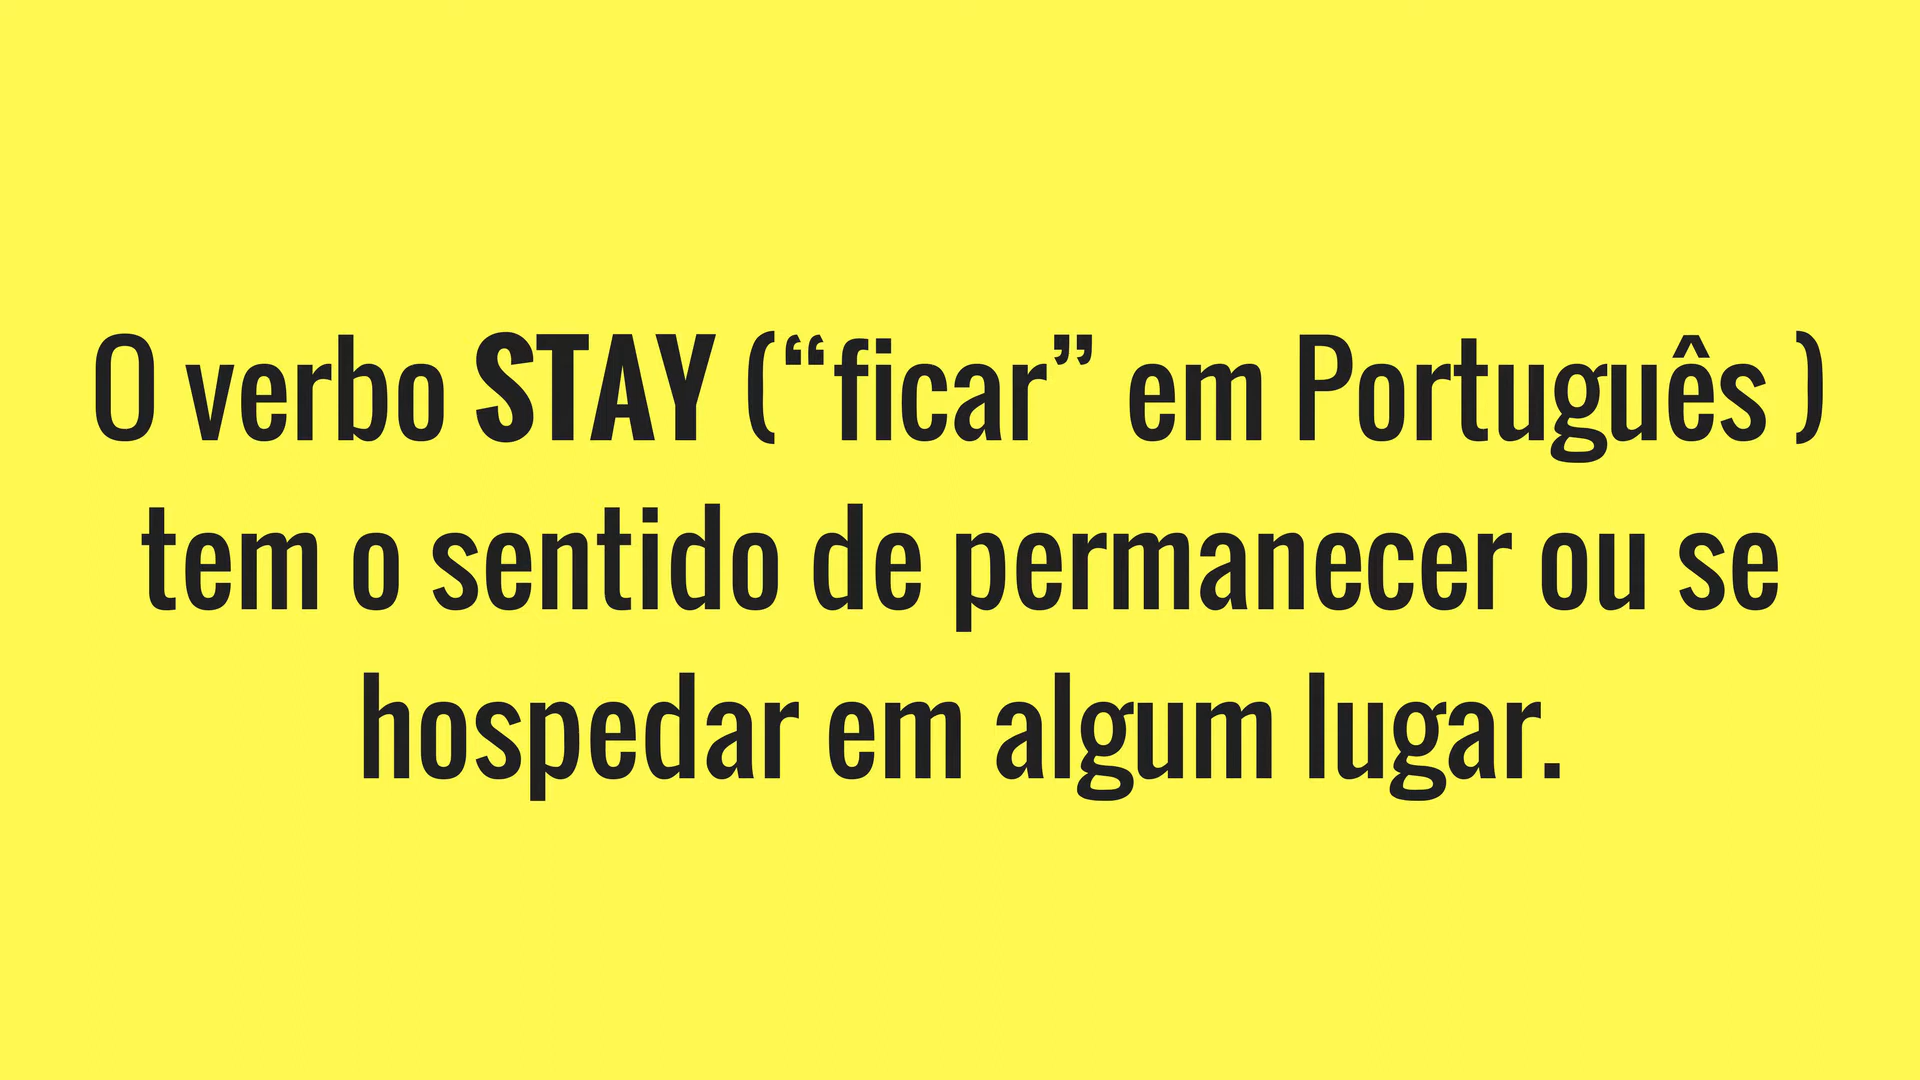 O verbo STAY (“ficar” em Português )
tem o sentido de permanecer ou se
hospedar em algum lugar.